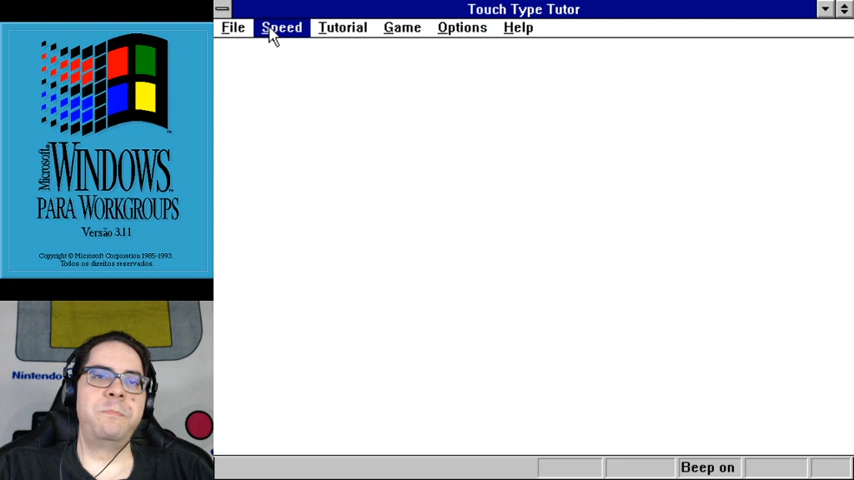 Touch Type Tutor
File Speed Tutorial Game Options Help
Microsoft®
WINDOWS™
PARA WORKGROUPS
Versão 3.11
Copyright © Microsoft Corporation 1985-1993.
Todos os direitos reservados.
Nintendo
Beep on